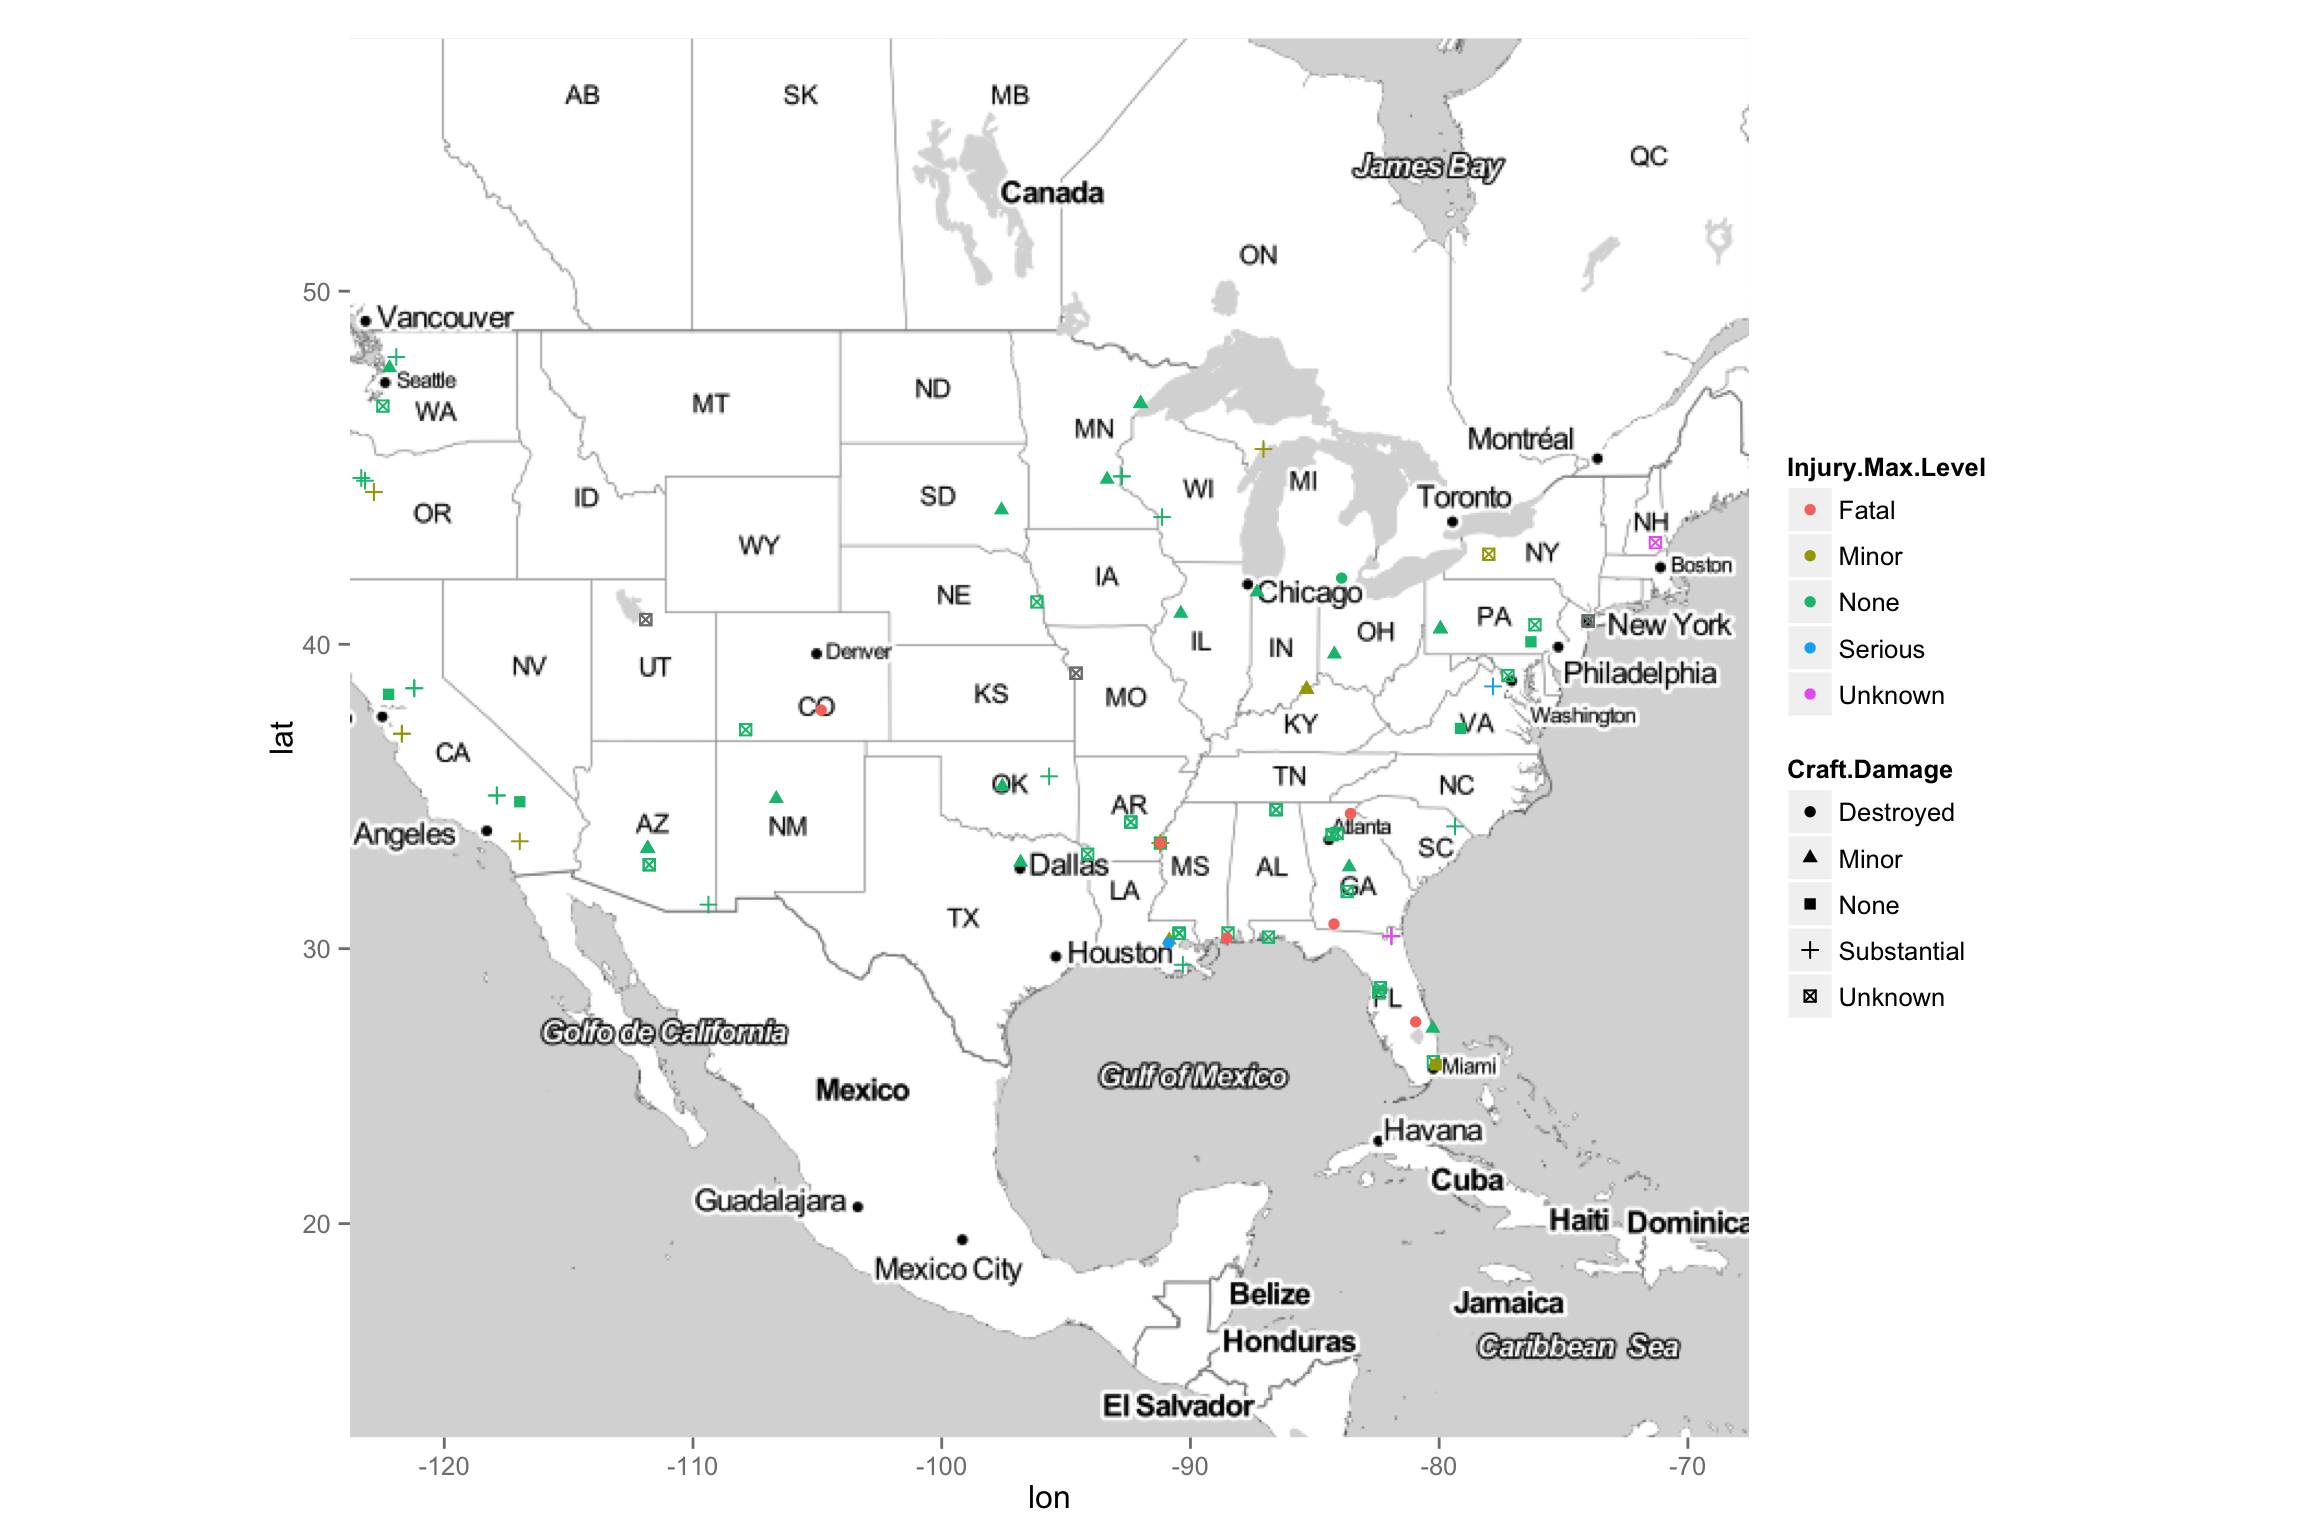 AB
SK
MB
QC
James Bay
Canada
ON
50
Vancouver
Seattle
WA
MT
ND
MN
Montréal
OR
ID
SD
WI
MI
Toronto
NH
WY
NY
Boston
IA
NE
Chicago
40
NV
UT
Denver
IL
IN
OH
PA
New York
Philadelphia
CO
KS
MO
KY
VA
Washington
CA
OK
TN
NC
AR
Angeles
AZ
NM
Atlanta
SC
Dallas
MS
AL
GA
LA
TX
30
Houston
FL
Golfo de California
Gulf of Mexico
Miami
Mexico
Havana
Cuba
Guadalajara
20
Haiti
Dominica
Mexico City
Belize
Jamaica
Honduras
Caribbean Sea
El Salvador
-120
-110
-100
-90
-80
-70
lon
lat
Injury.Max.Level
Fatal
Minor
None
Serious
Unknown
Craft.Damage
Destroyed
Minor
None
Substantial
Unknown